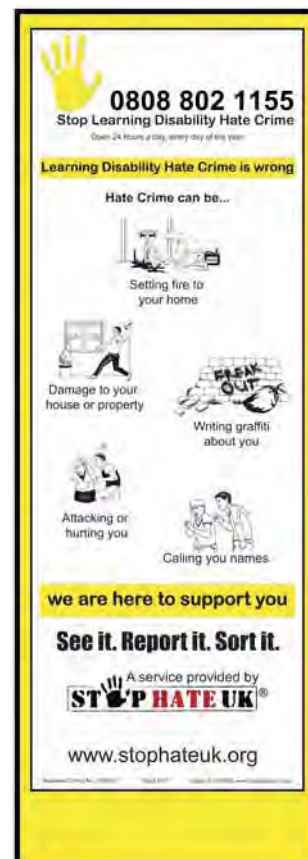 0808 802 1155
Stop Learning Disability Hate Crime
Open 24 hours a day, every day of the year
Learning Disability Hate Crime is wrong
Hate Crime can be...
Setting fire to
your home
Damage to your
house or property
FREAK
OUT
Writing graffiti
about you
Attacking or
hurting you
Calling you names
we are here to support you
See it. Report it. Sort it.
A service provided by
STOP HATE UK®
www.stophateuk.org